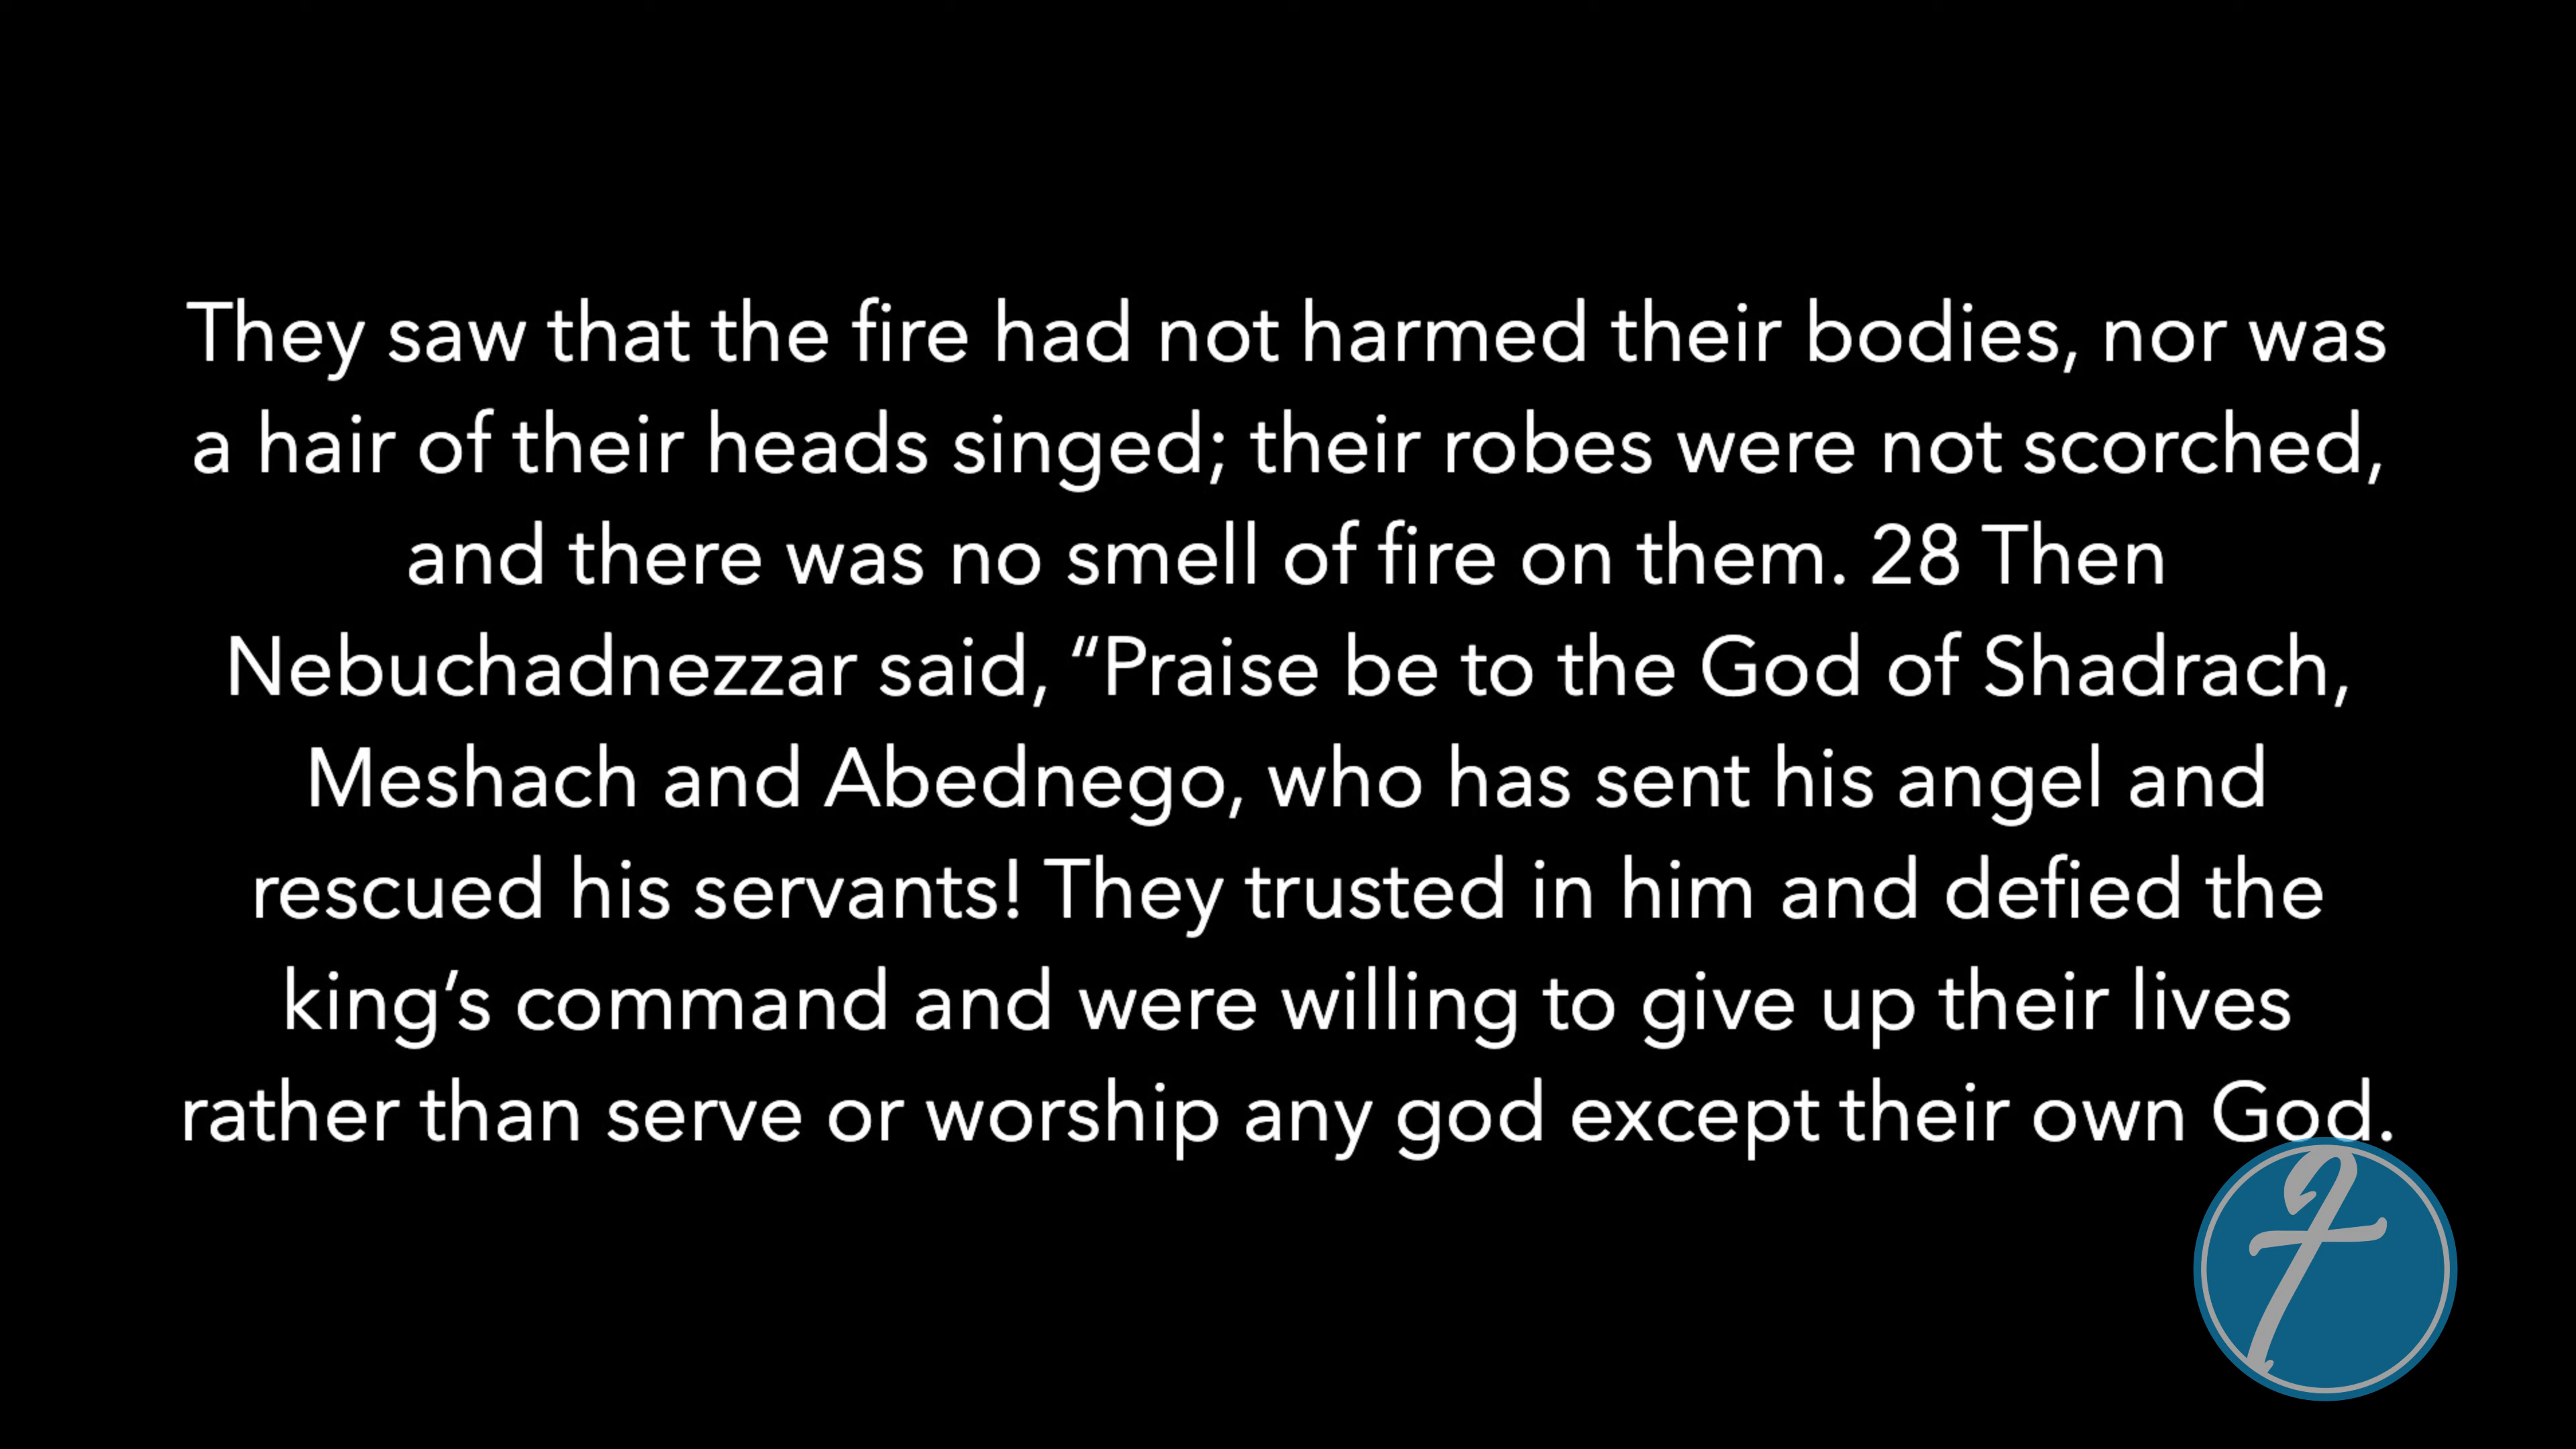 They saw that the fire had not harmed their bodies, nor was
a hair of their heads singed; their robes were not scorched,
and there was no smell of fire on them. 28 Then
Nebuchadnezzar said, “Praise be to the God of Shadrach,
Meshach and Abednego, who has sent his angel and
rescued his servants! They trusted in him and defied the
king’s command and were willing to give up their lives
rather than serve or worship any god except their own God.